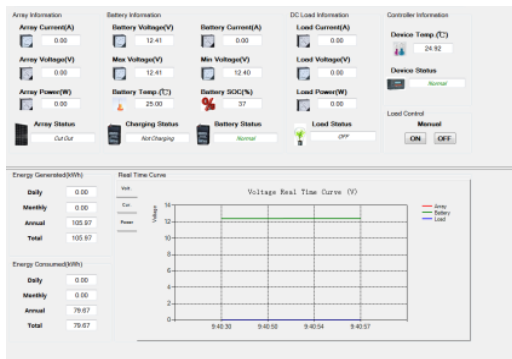 Array Information
Battery Information
DC Load Information
Controller Information
Array Current(A)
Battery Voltage(V)
Battery Current(A)
Load Current(A)
0.00
12.41
0.00
0.00
Device Temp.(℃)
24.92
Array Voltage(V)
Max Voltage(V)
Min Voltage(V)
Load Voltage(V)
0.00
12.41
12.40
0.00
Device Status
Normal
Array Power(W)
Battery Temp.(℃)
Battery SOC(%)
Load Power(W)
0.00
25.00
37
0.00
Load Control
Array Status
Charging Status
Battery Status
Load Status
Manual
Cut Out
Not Charging
Normal
OFF
ON
OFF
Energy Generated(kWh)
Daily
0.00
Monthly
0.00
Annual
105.97
Total
105.97
Energy Consumed(kWh)
Daily
0.00
Monthly
0.00
Annual
79.67
Total
79.67
Real Time Curve
Volt.
Cur.
Power
Voltage Real Time Curve (V)
Voltage
14
12
10
8
6
4
2
0
9:40:30
9:40:50
9:40:54
9:40:57
Array
Battery
Load